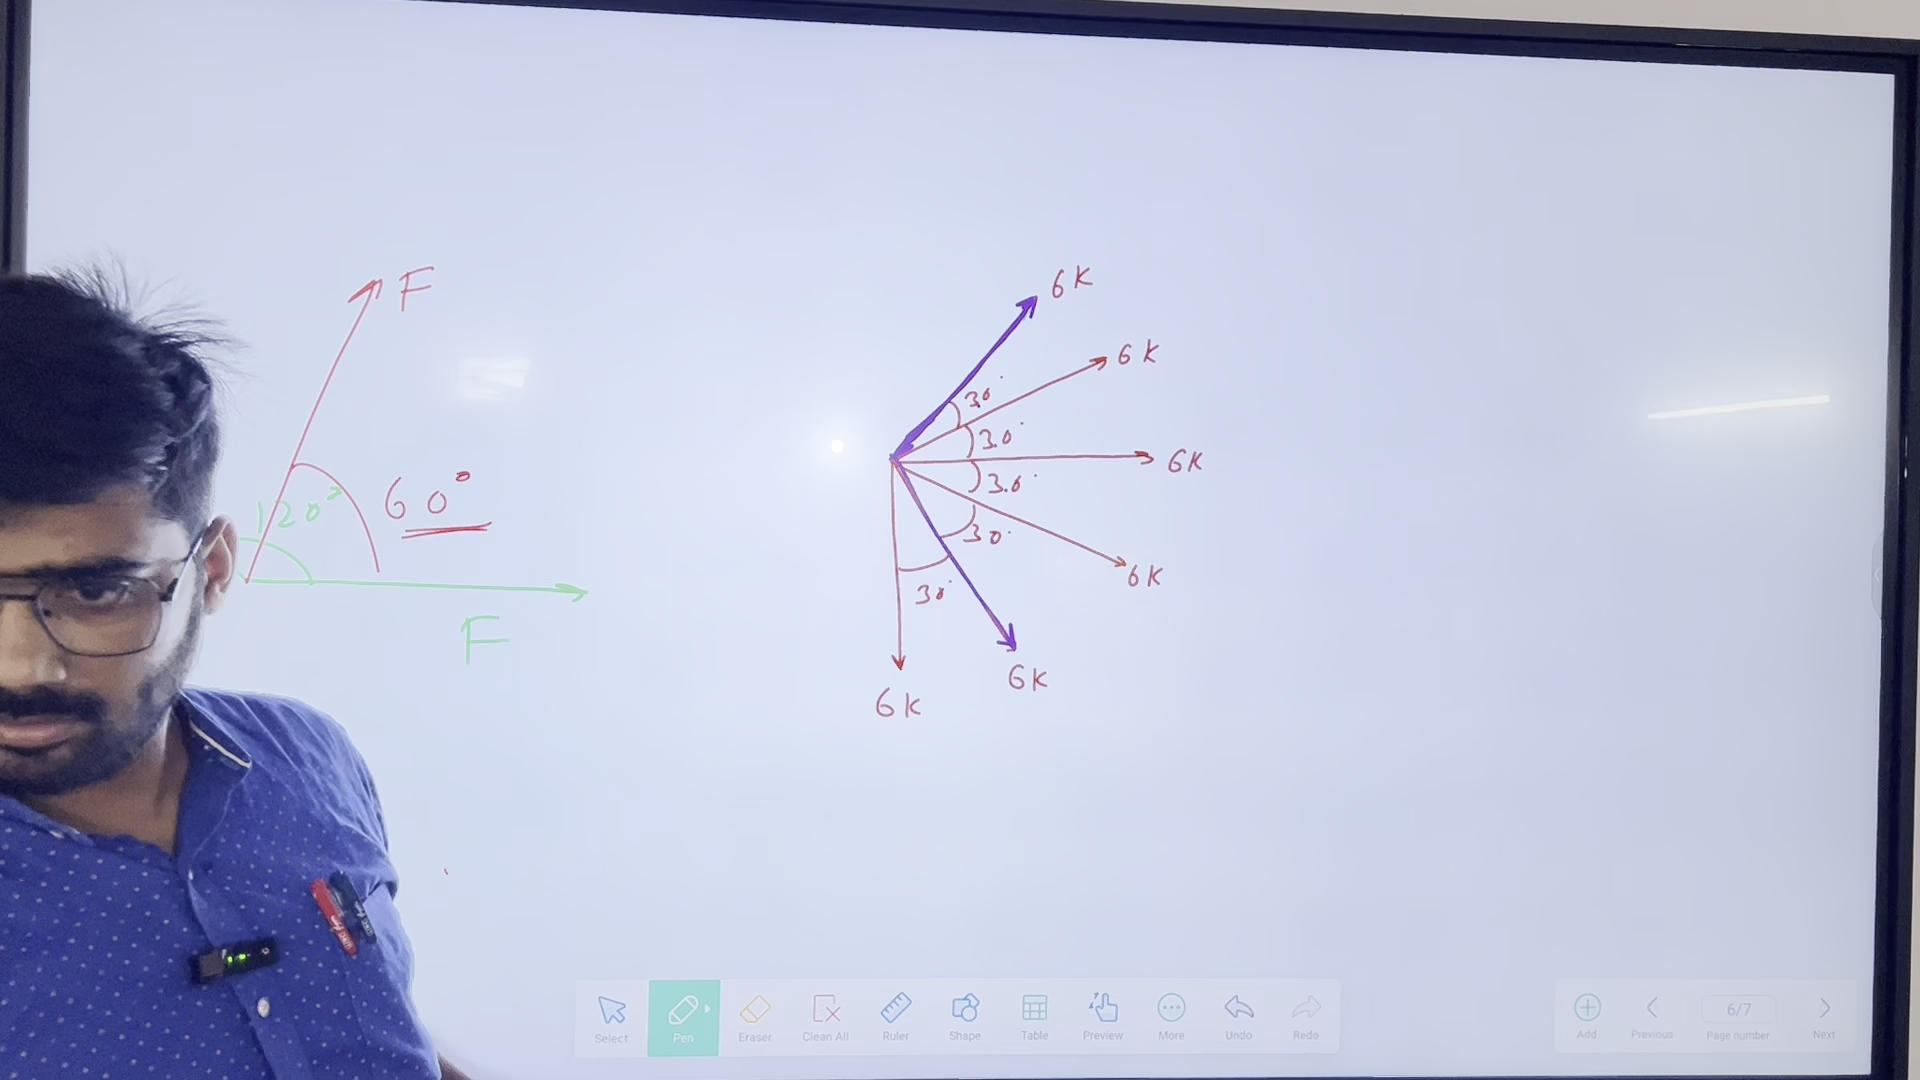 F
120°
60°
F
6K
6K
30°
30°
6K
30°
30°
6K
30°
6K
6K
Select
Pen
Eraser
Clean All
Ruler
Shape
Table
Preview
More
Undo
Redo
Add
Previous
6/7
Page number
Next